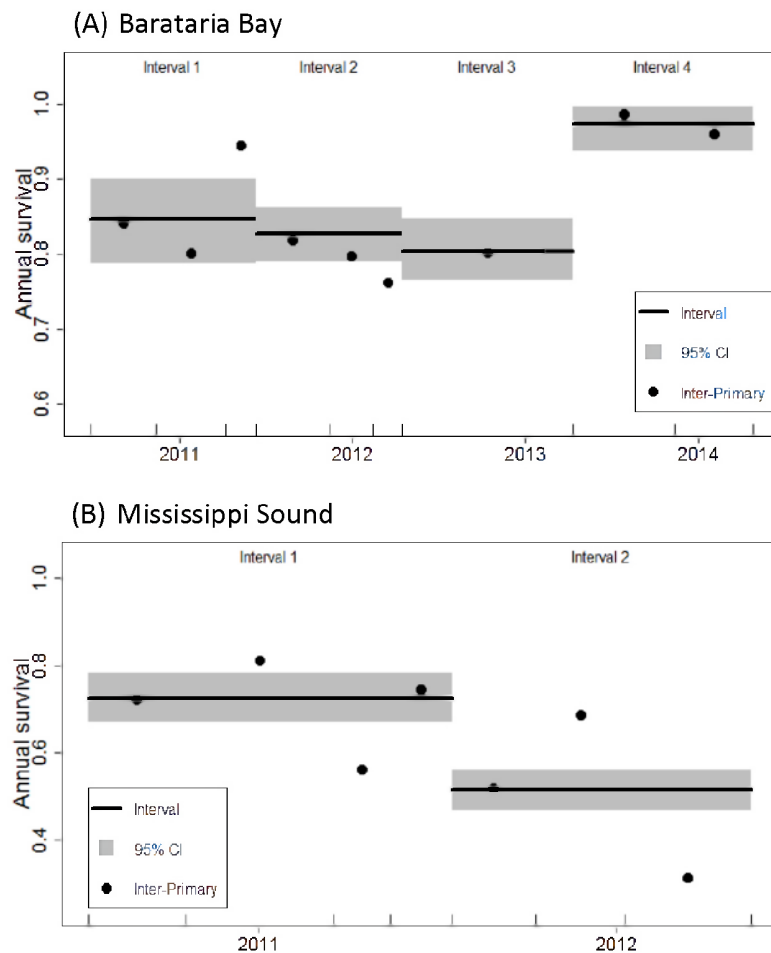 (A) Barataria Bay
Interval 1 Interval 2 Interval 3 Interval 4
Annual survival
1.0
0.9
0.8
0.7
0.6
Interval
95% CI
Inter-Primary
2011 2012 2013 2014
(B) Mississippi Sound
Interval 1 Interval 2
Annual survival
1.0
0.8
0.6
0.4
Interval
95% CI
Inter-Primary
2011 2012